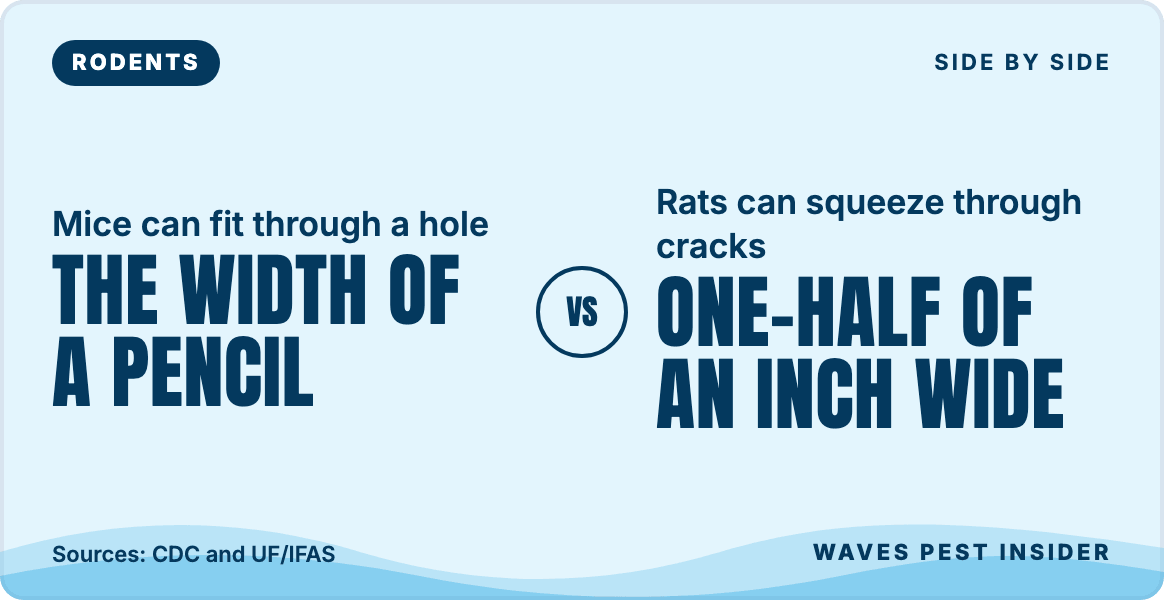 RODENTS
SIDE BY SIDE
Mice can fit through a hole
THE WIDTH OF
A PENCIL
VS
Rats can squeeze through
cracks
ONE-HALF OF
AN INCH WIDE
Sources: CDC and UF/IFAS
WAVES PEST INSIDER